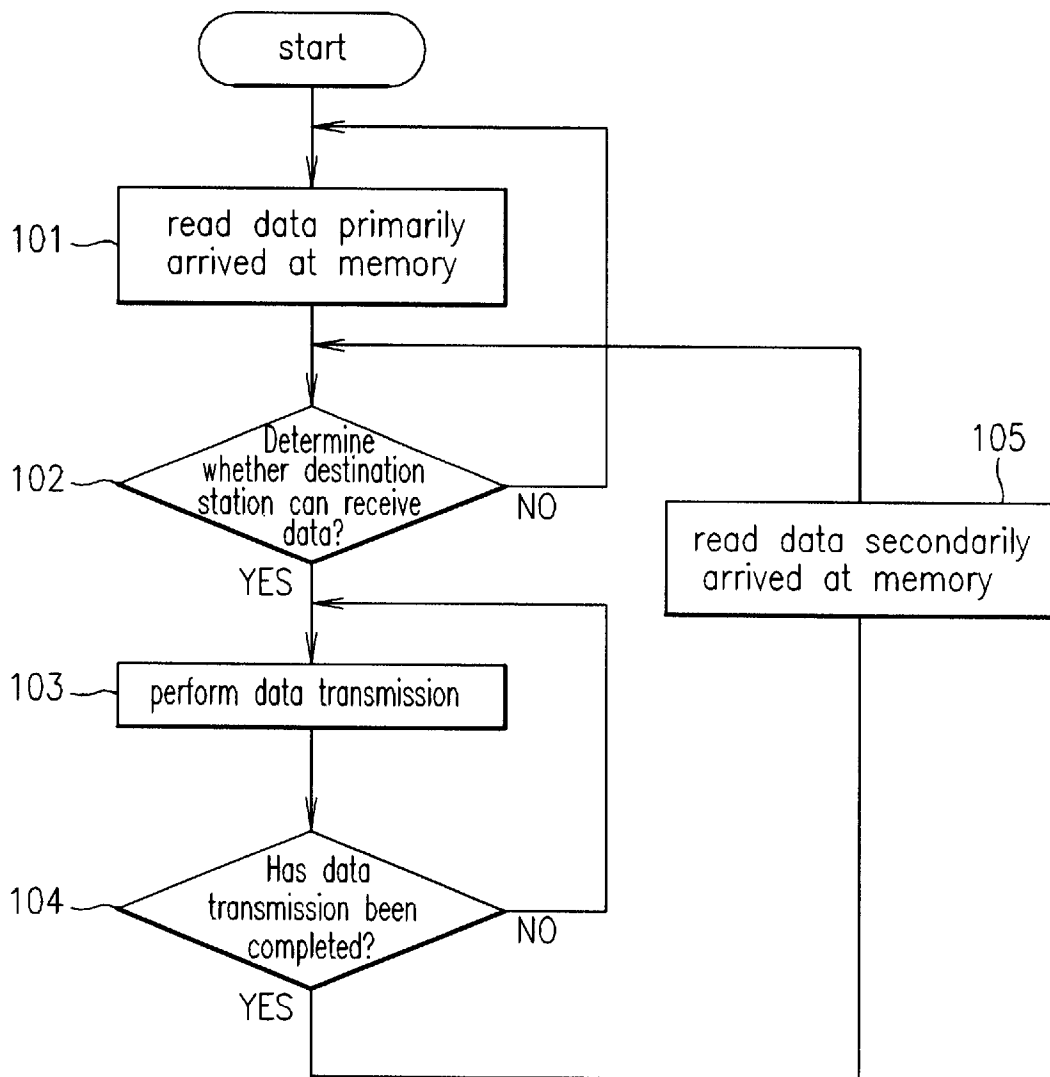 start
101
read data primarily
arrived at memory
102
Determine
whether destination
station can receive
data?
NO
YES
105
read data secondarily
arrived at memory
103
perform data transmission
104
Has data
transmission been
completed?
NO
YES